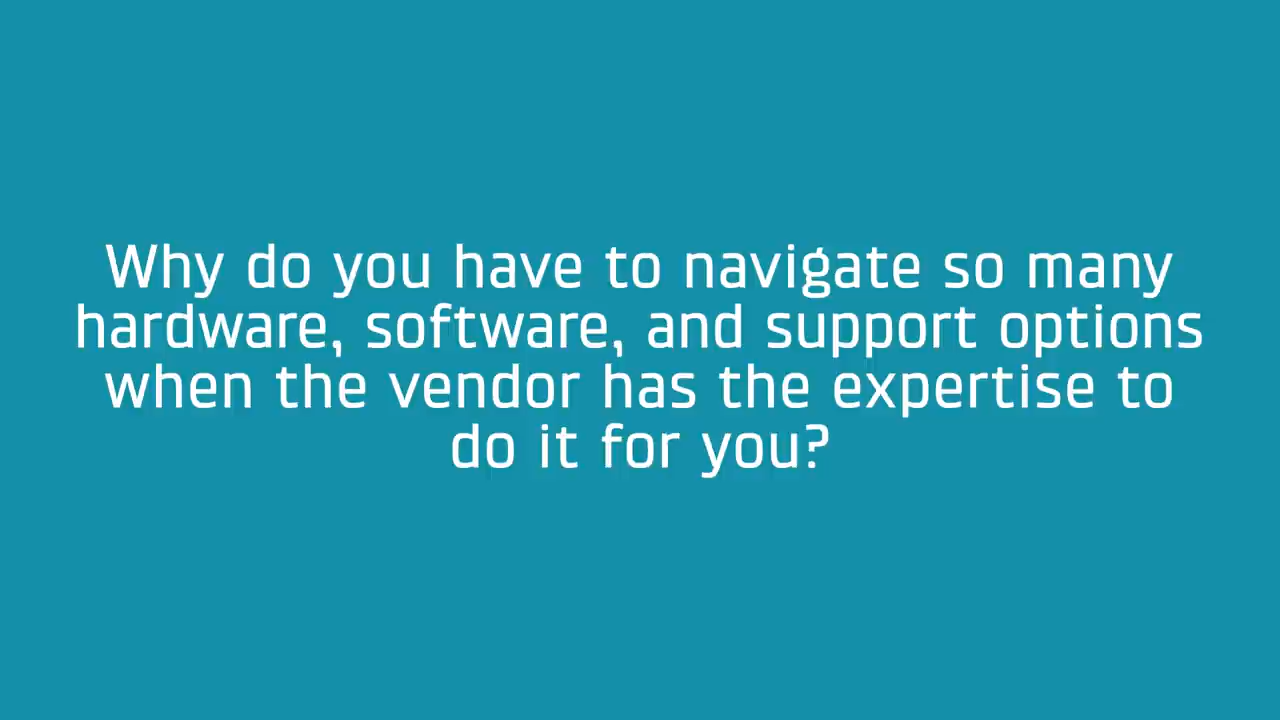 Why do you have to navigate so many
hardware, software, and support options
when the vendor has the expertise to
do it for you?